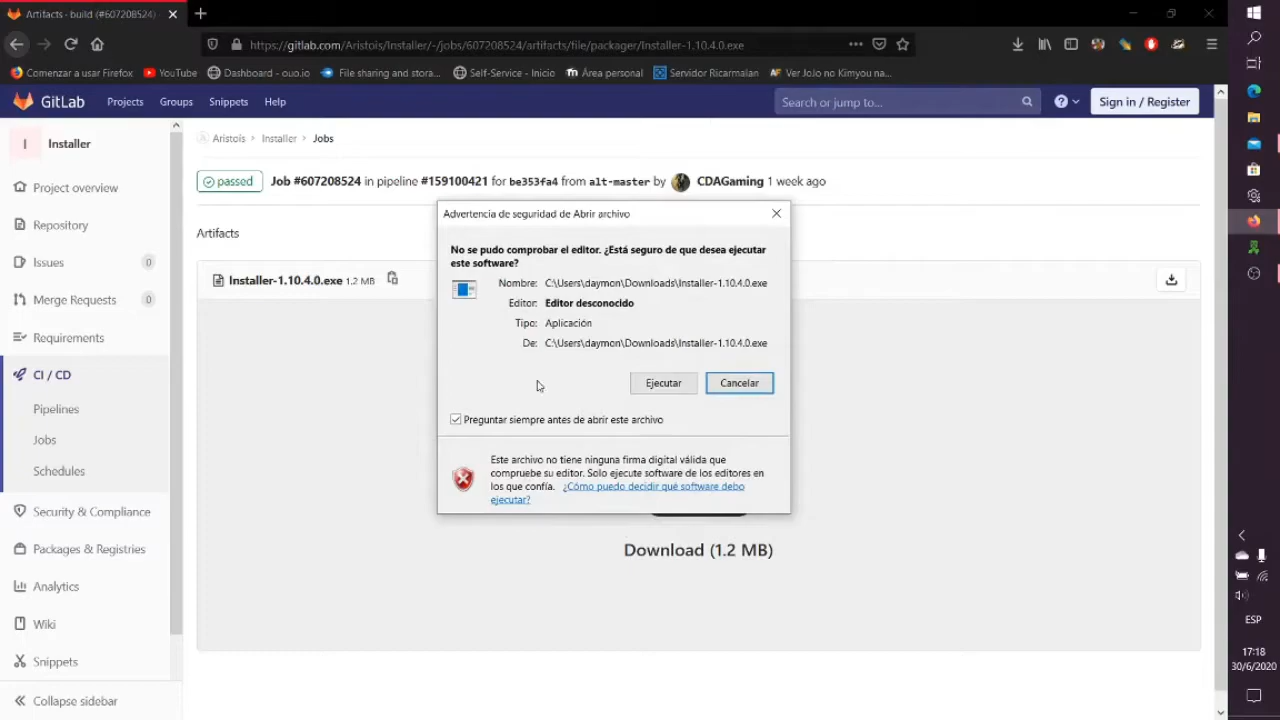 Artifacts - build (#607208524)
https://gitlab.com/Aristois/Installer/-/jobs/607208524/artifacts/file/packager/Installer-1.10.4.0.exe
Comenzar a usar Firefox
YouTube
Dashboard - ouo.io
File sharing and stora...
Self-Service - Inicio
Área personal
Servidor Ricarmalan
Ver JoJo no Kimyou na...
GitLab
Projects
Groups
Snippets
Help
Search or jump to...
Sign in / Register
I
Installer
Project overview
Repository
Issues 0
Merge Requests 0
Requirements
CI / CD
Pipelines
Jobs
Schedules
Security & Compliance
Packages & Registries
Analytics
Wiki
Snippets
Collapse sidebar
Aristois > Installer > Jobs
passed Job #607208524 in pipeline #159100421 for be353fa4 from alt-master by CDAGaming 1 week ago
Artifacts
Installer-1.10.4.0.exe 1.2 MB
Advertencia de seguridad de Abrir archivo
No se pudo comprobar el editor. ¿Está seguro de que desea ejecutar
este software?
Nombre: C:\Users\daymon\Downloads\Installer-1.10.4.0.exe
Editor: Editor desconocido
Tipo: Aplicación
De: C:\Users\daymon\Downloads\Installer-1.10.4.0.exe
Ejecutar
Cancelar
Preguntar siempre antes de abrir este archivo
Este archivo no tiene ninguna firma digital válida que
compruebe su editor. Solo ejecute software de los editores en
los que confía. ¿Cómo puedo decidir qué software debo
ejecutar?
Download (1.2 MB)
ESP
17:18
30/6/2020